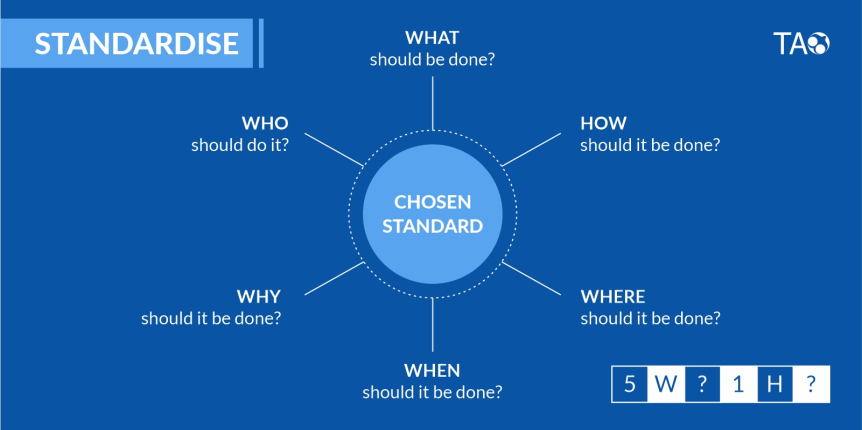 STANDARDISE
TAO
WHAT
should be done?
WHO
should do it?
HOW
should it be done?
CHOSEN
STANDARD
WHY
should it be done?
WHERE
should it be done?
WHEN
should it be done?
5 W ? 1 H ?